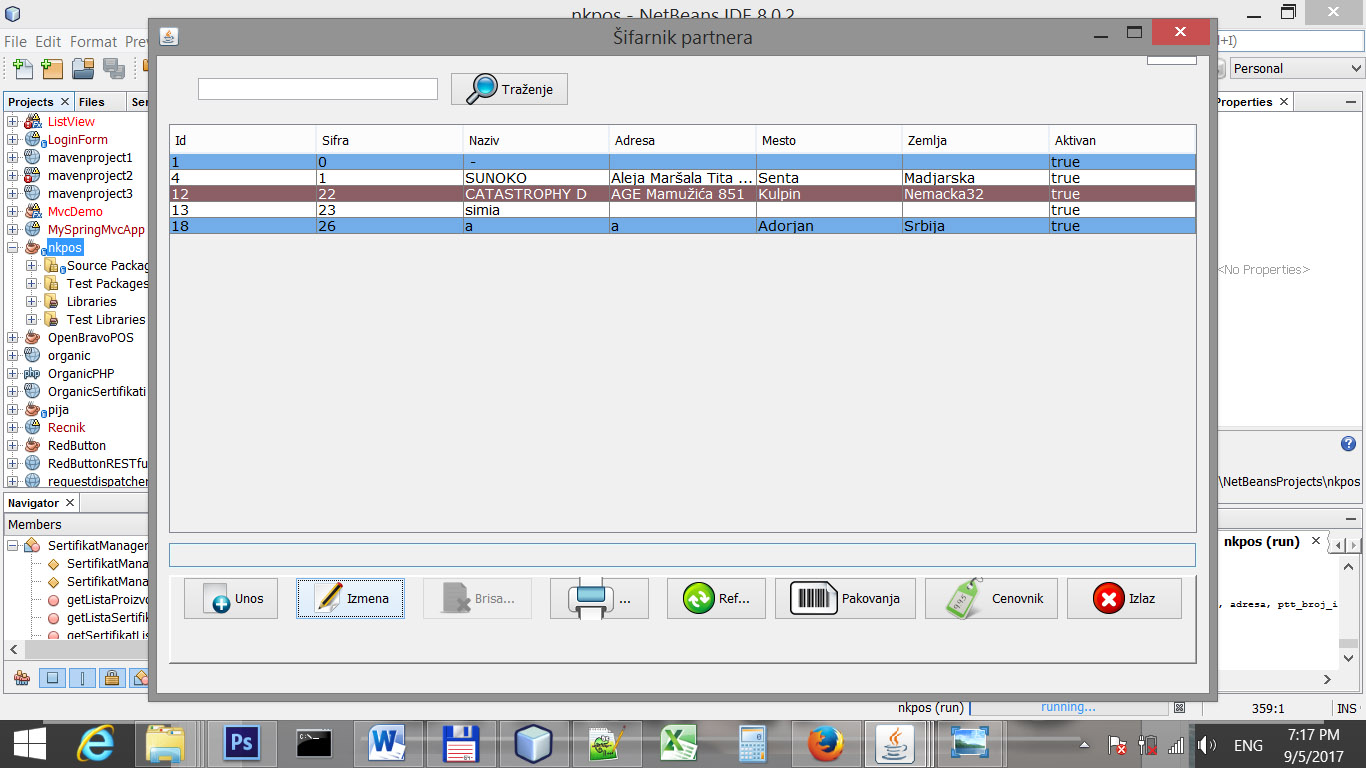 nkpos - NetBeans IDE 8.0.2
File Edit Format
Šifarnik partnera
Personal
Projects Files
Properties
Traženje
ListView
LoginForm
mavenproject1
mavenproject2
mavenproject3
MvcDemo
MySpringMvcApp
nkpos
Source Packag
Test Packages
Libraries
Test Libraries
OpenBravoPOS
organic
OrganicPHP
OrganicSertifikati
pija
Recnik
RedButton
RedButtonRESTfu
requestdispatcher
Id Sifra Naziv Adresa Mesto Zemlja Aktivan
1 0 - true
4 1 SUNOKO Aleja Maršala Tita ... Senta Madjarska true
12 22 CATASTROPHY D AGE Mamužića 851 Kulpin Nemacka32 true
13 23 simia true
18 26 a a Adorjan Srbija true
<No Properties>
\NetBeansProjects\nkpos
Navigator
Members
SertifikatManager
SertifikatMana
SertifikatMana
getListaProizvo
getListaSertifik
getSertifikatLis
nkpos (run)
, adresa, ptt_broj_i
Unos Izmena Brisa... ... Ref... Pakovanja Cenovnik Izlaz
nkpos (run) running... 359:1 INS
Ps
ENG
7:17 PM
9/5/2017